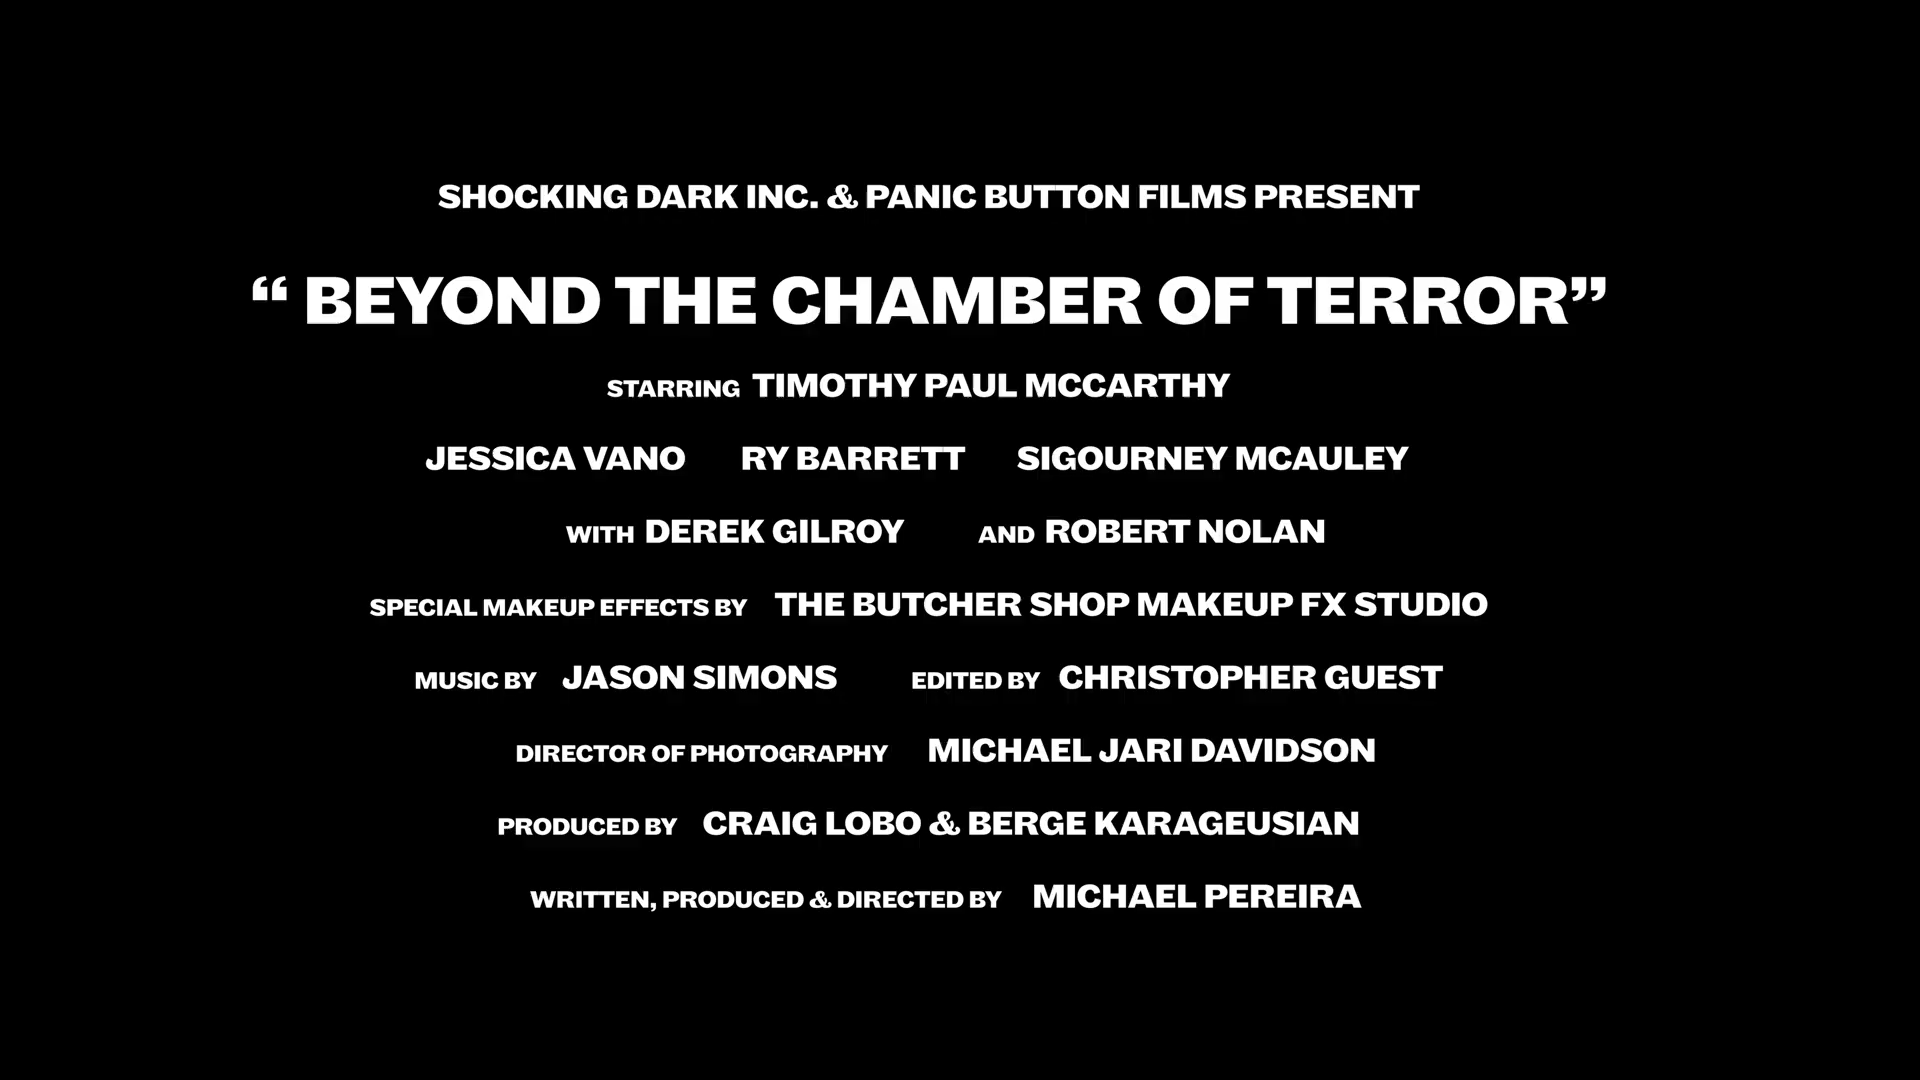 SHOCKING DARK INC. & PANIC BUTTON FILMS PRESENT
“ BEYOND THE CHAMBER OF TERROR”
STARRING TIMOTHY PAUL MCCARTHY
JESSICA VANO RY BARRETT SIGOURNEY MCAULEY
WITH DEREK GILROY AND ROBERT NOLAN
SPECIAL MAKEUP EFFECTS BY THE BUTCHER SHOP MAKEUP FX STUDIO
MUSIC BY JASON SIMONS EDITED BY CHRISTOPHER GUEST
DIRECTOR OF PHOTOGRAPHY MICHAEL JARI DAVIDSON
PRODUCED BY CRAIG LOBO & BERGE KARAGEUSIAN
WRITTEN, PRODUCED & DIRECTED BY MICHAEL PEREIRA